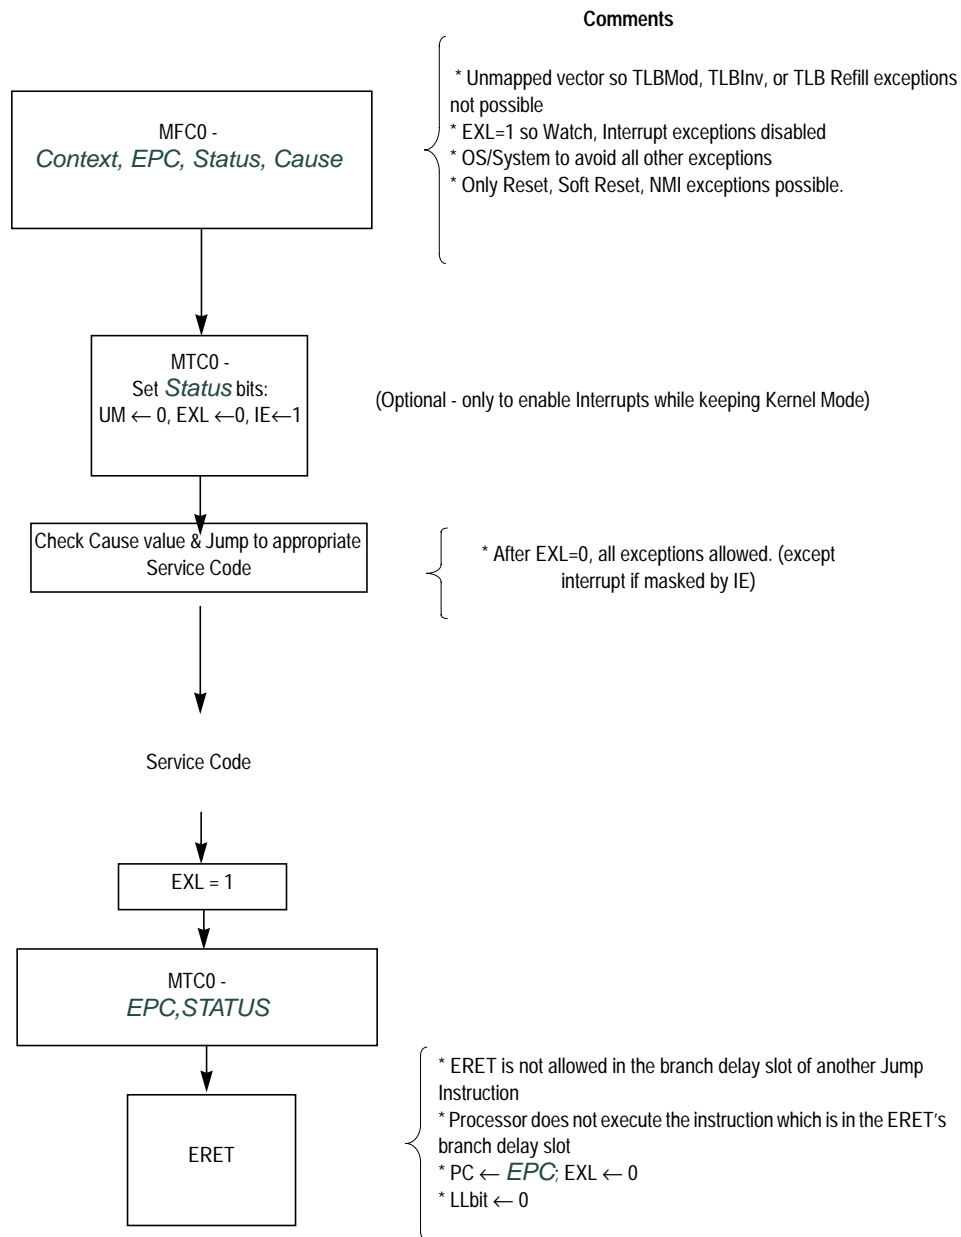 Comments
MFC0 -
Context, EPC, Status, Cause
* Unmapped vector so TLBMod, TLBInv, or TLB Refill exceptions
not possible
* EXL=1 so Watch, Interrupt exceptions disabled
* OS/System to avoid all other exceptions
* Only Reset, Soft Reset, NMI exceptions possible.
MTC0 -
Set Status bits:
UM ← 0, EXL ←0, IE←1
(Optional - only to enable Interrupts while keeping Kernel Mode)
Check Cause value & Jump to appropriate
Service Code
* After EXL=0, all exceptions allowed. (except
interrupt if masked by IE)
Service Code
EXL = 1
MTC0 -
EPC,STATUS
ERET
* ERET is not allowed in the branch delay slot of another Jump
Instruction
* Processor does not execute the instruction which is in the ERET's
branch delay slot
* PC ← EPC; EXL ← 0
* LLbit ← 0